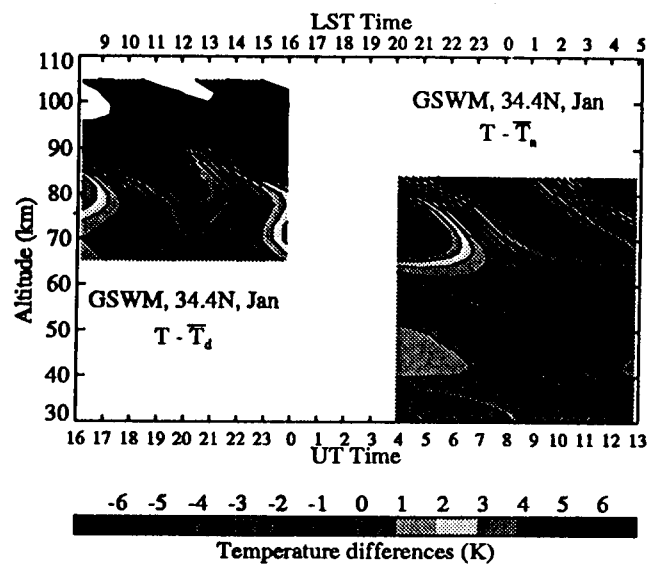 LST Time
9 10 11 12 13 14 15 16 20 21 22 23 0 1 2 3 4 5
110
100
90
80
70
60
50
40
30
Altitude (km)
GSWM, 34.4N, Jan
T - T̅n
GSWM, 34.4N, Jan
T - T̅d
16 17 18 19 20 21 22 23 0 1 2 3 4 5 6 7 8 9 10 11 12 13
UT Time
-6 -5 -4 -3 -2 -1 0 1 2 3 4 5 6
Temperature differences (K)